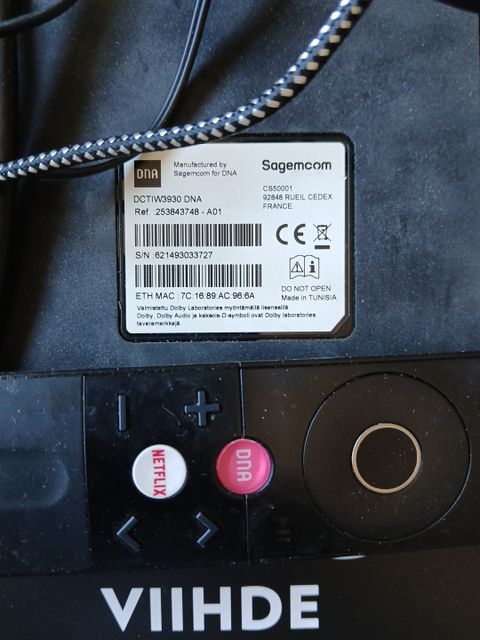 DNA
Manufactured by
Sagemcom for DNA
Sagemcom
DCTIW3930 DNA
Ref. :253843748 - A01
CS50001
92848 RUEIL CEDEX
FRANCE
CE
S/N :621493033727
DO NOT OPEN
Made in TUNISIA
ETH MAC : 7C:16:89:AC:96:6A
Valmistettu Dolby Laboratories myöntämällä lisenssillä
Dolby, Dolby Audio ja kaksois-D-symboli ovat Dolby laboratories
tavaramerkkejä
NETFLIX
DNA
VIIHDE